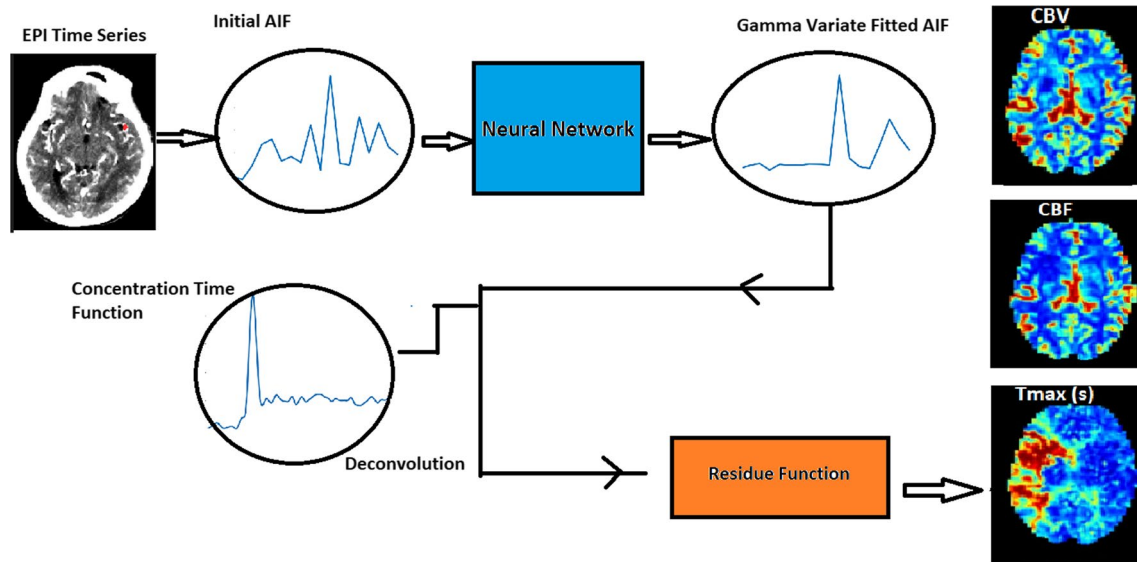 EPI Time Series
Initial AIF
Neural Network
Gamma Variate Fitted AIF
CBV
CBF
Concentration Time
Function
Deconvolution
Residue Function
Tmax (s)